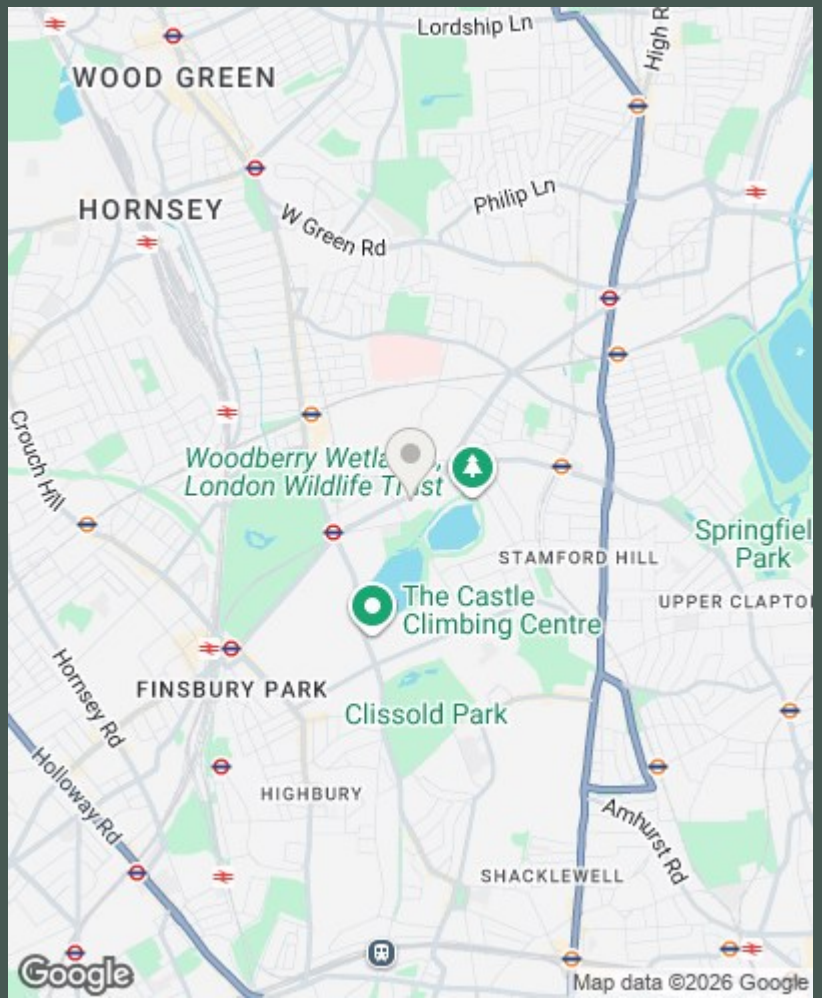 Lordship Ln
High R
WOOD GREEN
HORNSEY
Philip Ln
W Green Rd
Crouch Hill
Woodberry Wetla
London Wildlife Trust
Springfiel
Park
STAMFORD HILL
The Castle
Climbing Centre
UPPER CLAPTO
Hornsey Rd
FINSBURY PARK
Clissold Park
Holloway Rd
HIGHBURY
Amhurst Rd
SHACKLEWELL
Google
Map data ©2026 Google